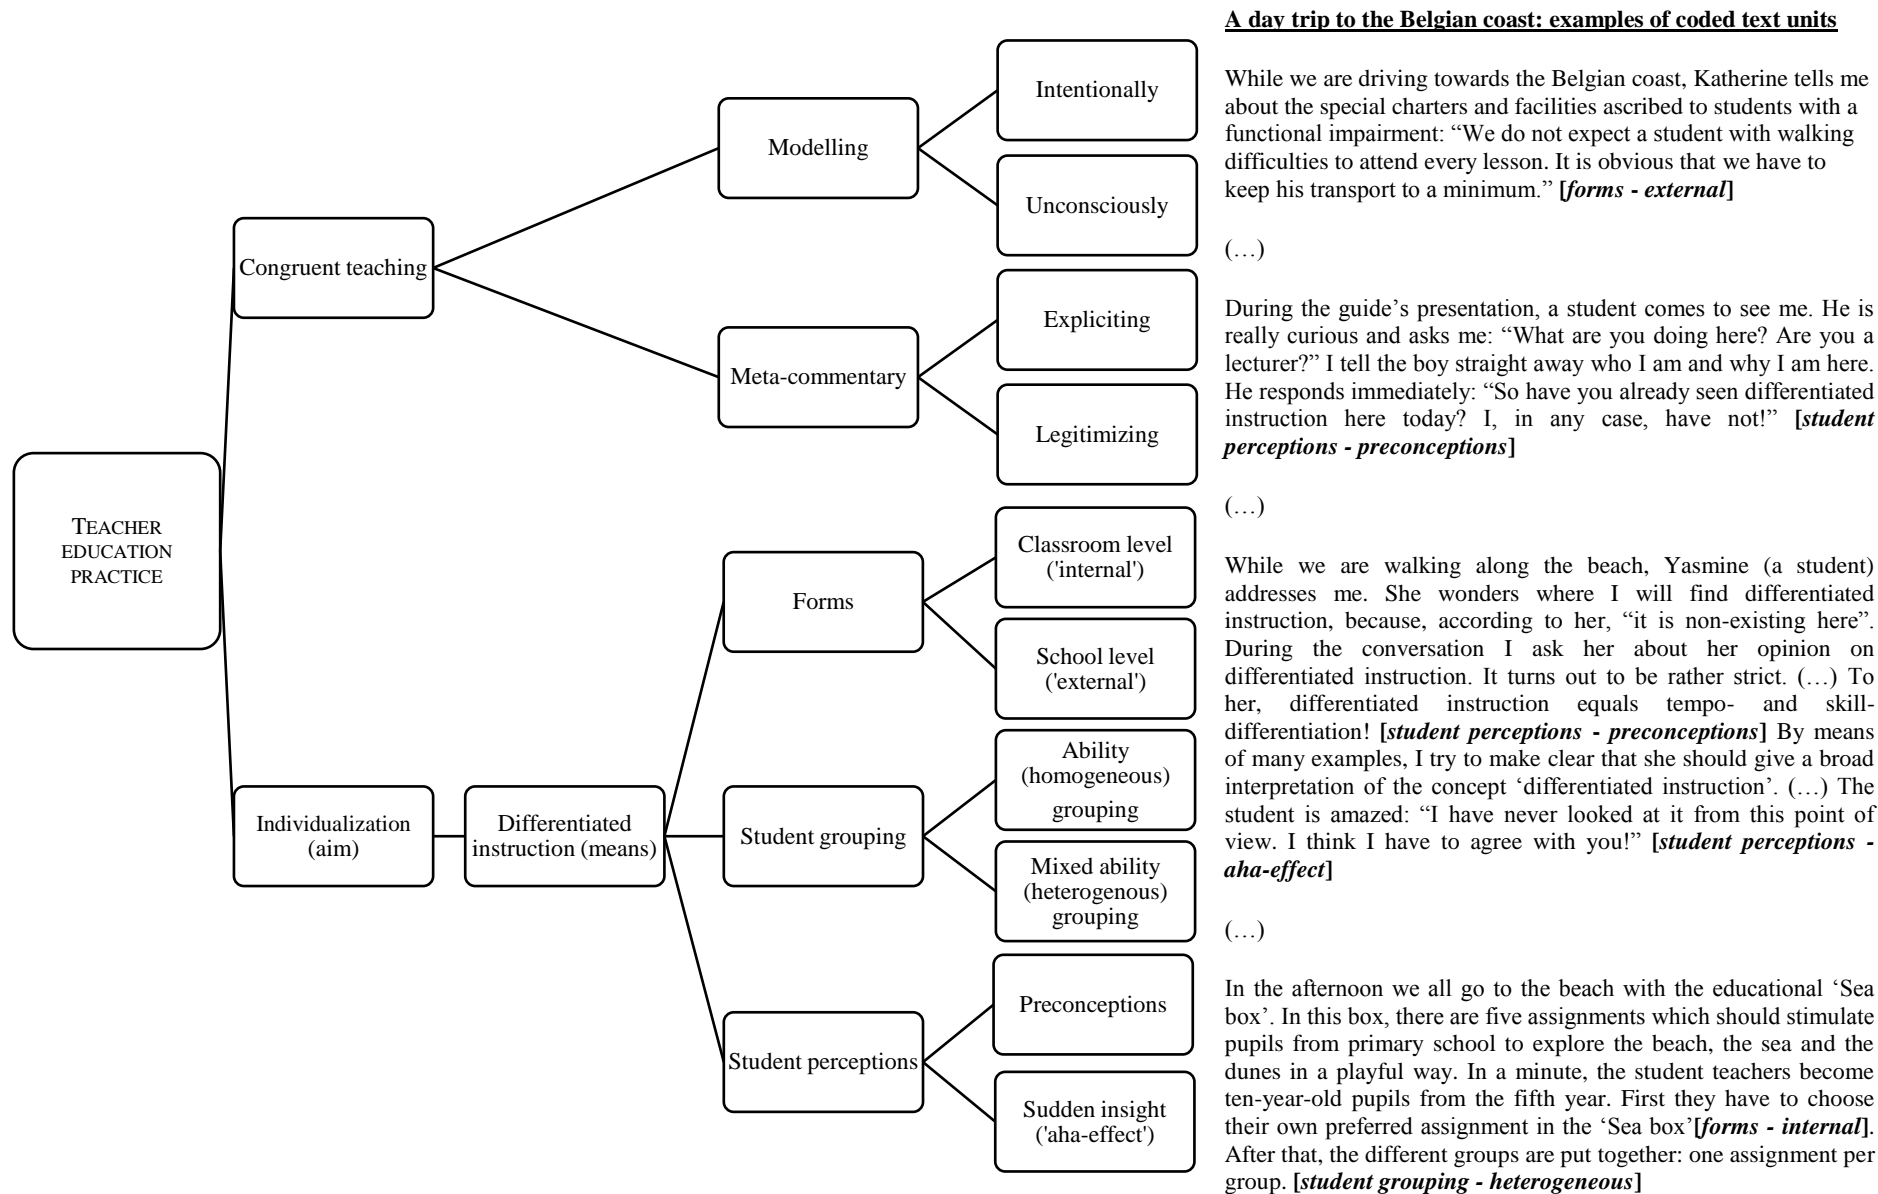 TEACHER
EDUCATION
PRACTICE
Congruent teaching
Modelling
Intentionally
Unconsciously
Meta-commentary
Expliciting
Legitimizing
Individualization
(aim)
Differentiated
instruction (means)
Forms
Classroom level
('internal')
School level
('external')
Student grouping
Ability
(homogeneous)
grouping
Mixed ability
(heterogenous)
grouping
Student perceptions
Preconceptions
Sudden insight
('aha-effect')
A day trip to the Belgian coast: examples of coded text units
While we are driving towards the Belgian coast, Katherine tells me
about the special charters and facilities ascribed to students with a
functional impairment: “We do not expect a student with walking
difficulties to attend every lesson. It is obvious that we have to
keep his transport to a minimum.” [forms - external]
(…)
During the guide’s presentation, a student comes to see me. He is
really curious and asks me: “What are you doing here? Are you a
lecturer?” I tell the boy straight away who I am and why I am here.
He responds immediately: “So have you already seen differentiated
instruction here today? I, in any case, have not!” [student
perceptions - preconceptions]
(…)
While we are walking along the beach, Yasmine (a student)
addresses me. She wonders where I will find differentiated
instruction, because, according to her, “it is non-existing here”.
During the conversation I ask her about her opinion on
differentiated instruction. It turns out to be rather strict. (…) To
her, differentiated instruction equals tempo- and skill-
differentiation! [student perceptions - preconceptions] By means
of many examples, I try to make clear that she should give a broad
interpretation of the concept ‘differentiated instruction’. (…) The
student is amazed: “I have never looked at it from this point of
view. I think I have to agree with you!” [student perceptions -
aha-effect]
(…)
In the afternoon we all go to the beach with the educational ‘Sea
box’. In this box, there are five assignments which should stimulate
pupils from primary school to explore the beach, the sea and the
dunes in a playful way. In a minute, the student teachers become
ten-year-old pupils from the fifth year. First they have to choose
their own preferred assignment in the ‘Sea box’[forms - internal].
After that, the different groups are put together: one assignment per
group. [student grouping - heterogeneous]